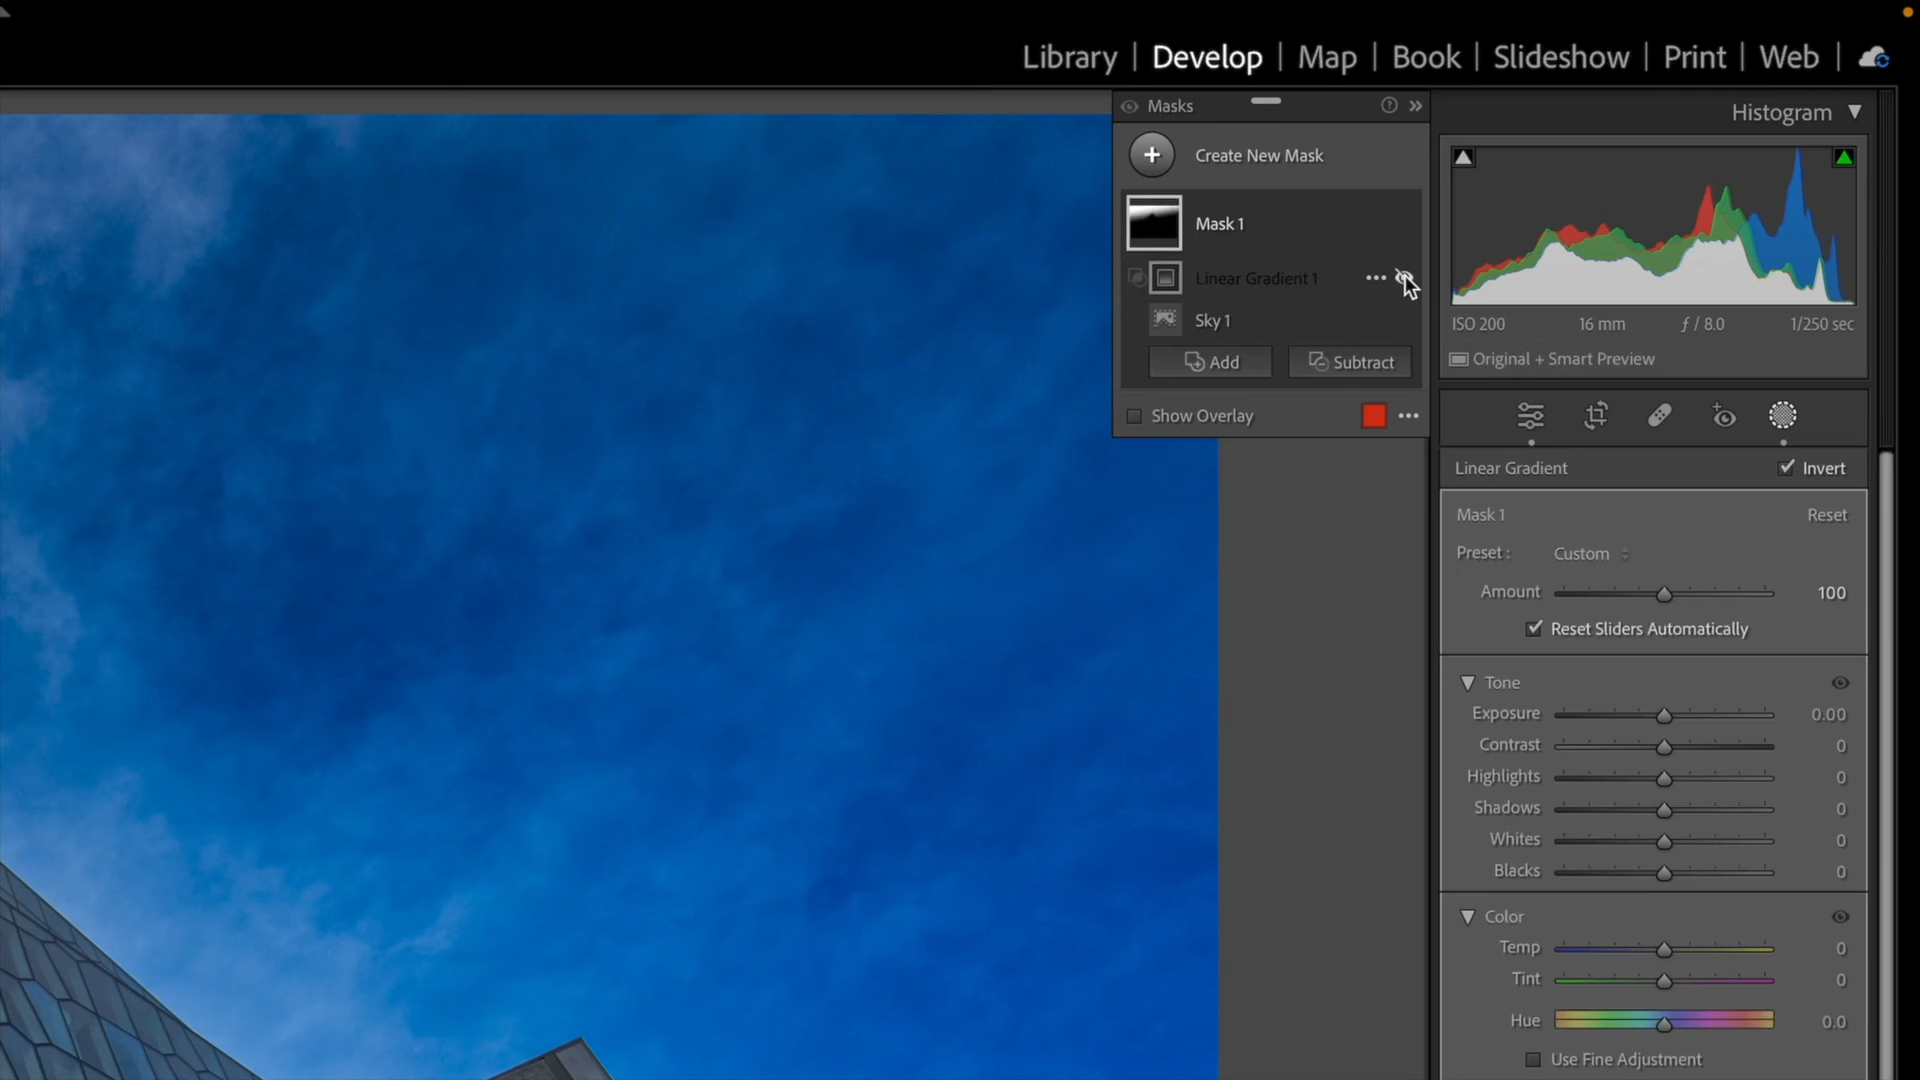 Library | Develop | Map | Book | Slideshow | Print | Web |
Masks
Create New Mask
Mask 1
Linear Gradient 1
Sky 1
Add
Subtract
Show Overlay
Histogram
ISO 200 16 mm ƒ / 8.0 1/250 sec
Original + Smart Preview
Linear Gradient Invert
Mask 1 Reset
Preset : Custom
Amount 100
Reset Sliders Automatically
Tone
Exposure 0.00
Contrast 0
Highlights 0
Shadows 0
Whites 0
Blacks 0
Color
Temp 0
Tint 0
Hue 0.0
Use Fine Adjustment